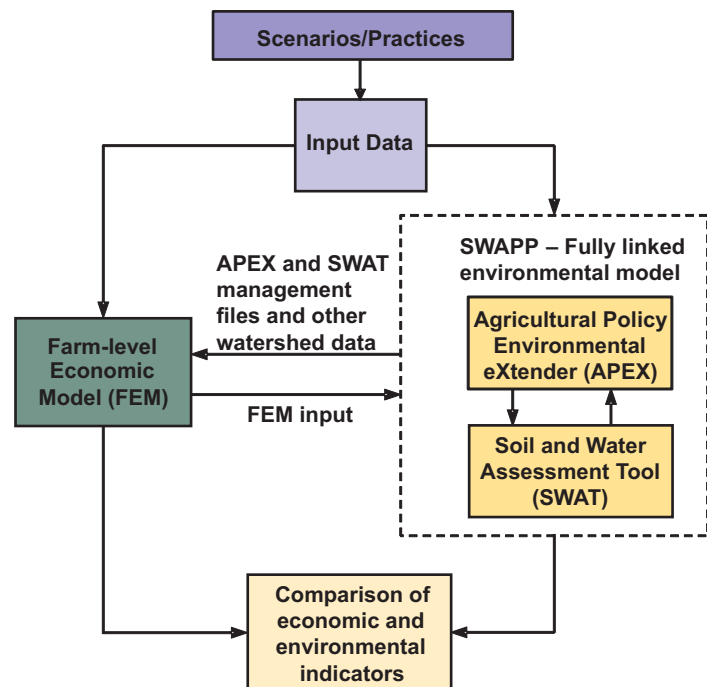 Scenarios/Practices
Input Data
SWAPP – Fully linked
environmental model
APEX and SWAT
management
files and other
watershed data
Agricultural Policy
Environmental
eXtender (APEX)
Farm-level
Economic
Model (FEM)
FEM input
Soil and Water
Assessment Tool
(SWAT)
Comparison of
economic and
environmental
indicators